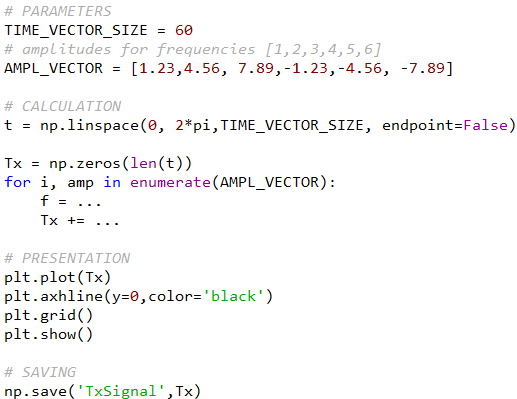 # PARAMETERS
TIME_VECTOR_SIZE = 60
# amplitudes for frequencies [1,2,3,4,5,6]
AMPL_VECTOR = [1.23,4.56, 7.89,-1.23,-4.56, -7.89]

# CALCULATION
t = np.linspace(0, 2*pi,TIME_VECTOR_SIZE, endpoint=False)

Tx = np.zeros(len(t))
for i, amp in enumerate(AMPL_VECTOR):
    f = ...
    Tx += ...

# PRESENTATION
plt.plot(Tx)
plt.axhline(y=0,color='black')
plt.grid()
plt.show()

# SAVING
np.save('TxSignal',Tx)